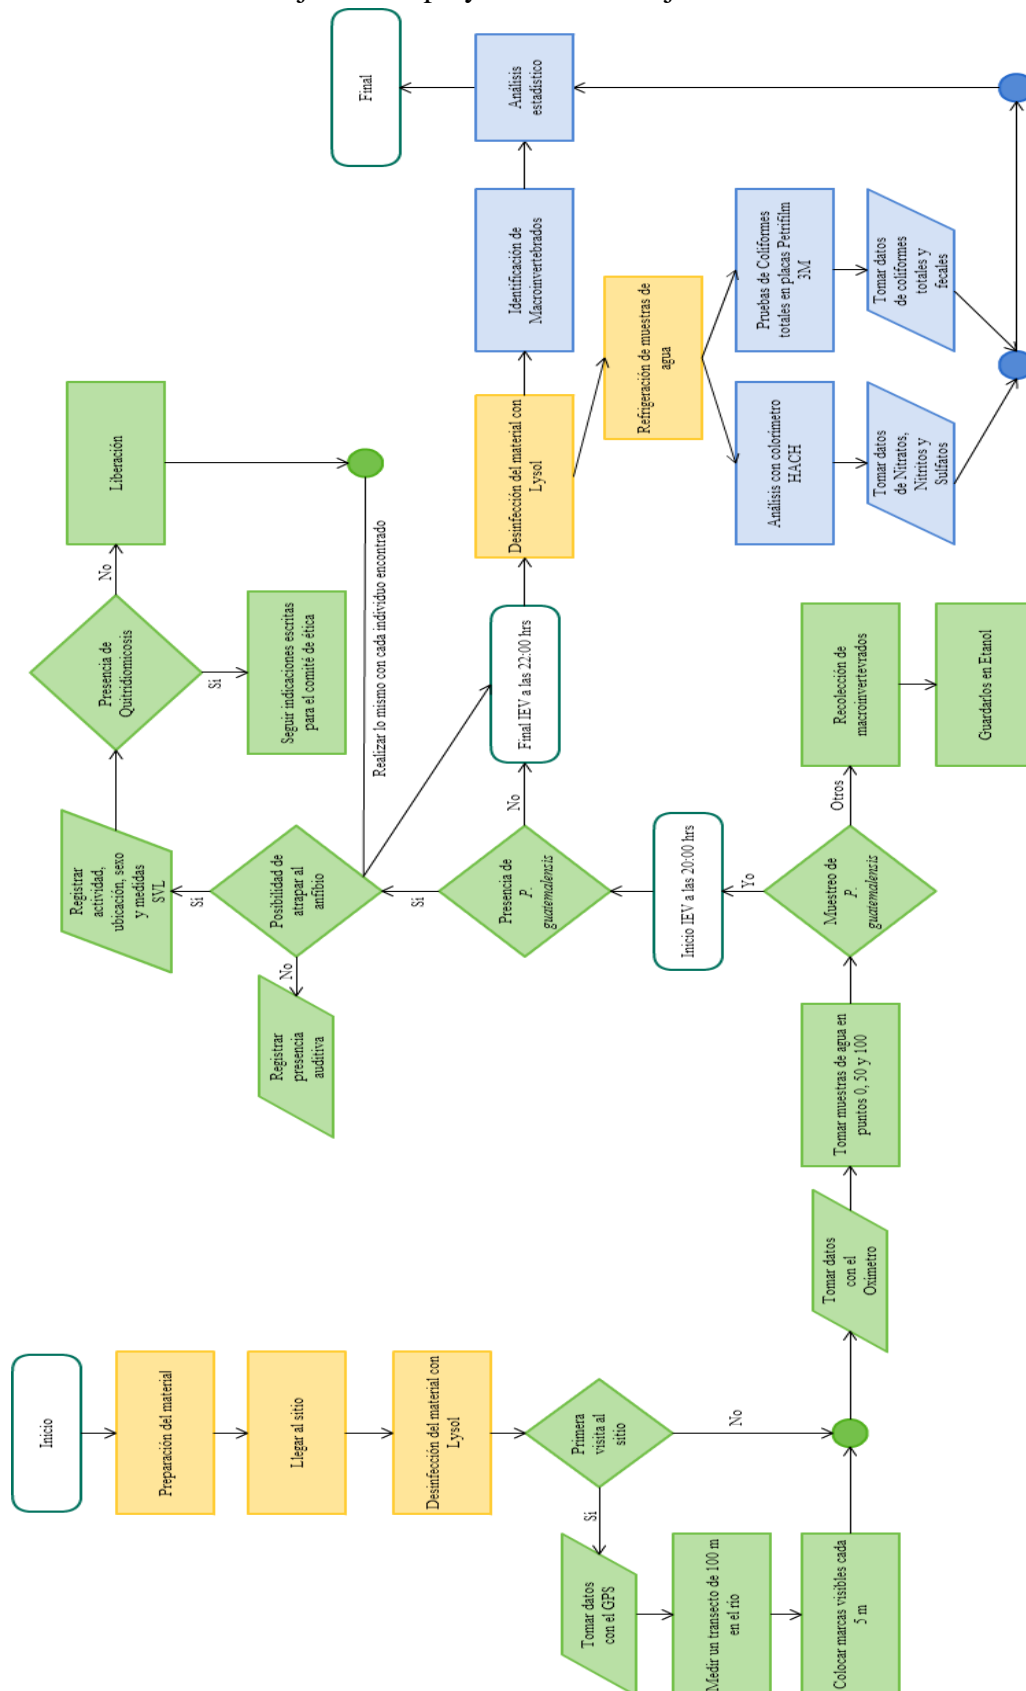 Inicio
Preparación del material
Llegar al sitio
Desinfección del material con
Lysol
Primera
visita al
sitio
Si
No
Tomar datos
con el GPS
Medir un transecto de 100 m
en el rio
Colocar marcas visibles cada
5 m
Tomar datos
con el
Oximetro
Tomar muestras de agua en
puntos 0, 50 y 100
Muestreo de
P.
guatemalensis
Yo
Otros
Recolección de
macroinvertevrados
Guardarlos en Etanol
Inicio IEV a las 20:00 hrs
Presencia de
P.
guatemalensis
Si
No
Posibilidad de
atrapar al
anfibio
No
Registrar
presencia
auditiva
Si
Registrar
actividad,
ubicación, sexo
y medidas
SVL
Presencia de
Quitridiomicosis
Si
Seguir indicaciones escritas
para el comité de ética
No
Liberación
Realizar lo mismo con cada individuo encontrado
Final IEV a las 22:00 hrs
Desinfección del material con
Lysol
Refrigeración de muestras de
agua
Análisis con colorimetro
HACH
Tomar datos
de Nitratos,
Nitritos y
Sulfatos
Pruebas de Coliformes
totales en placas Petrifilm
3M
Tomar datos
de coliformes
totales y
fecales
Identificación de
Macroinvertebrados
Análisis
estadístico
Final